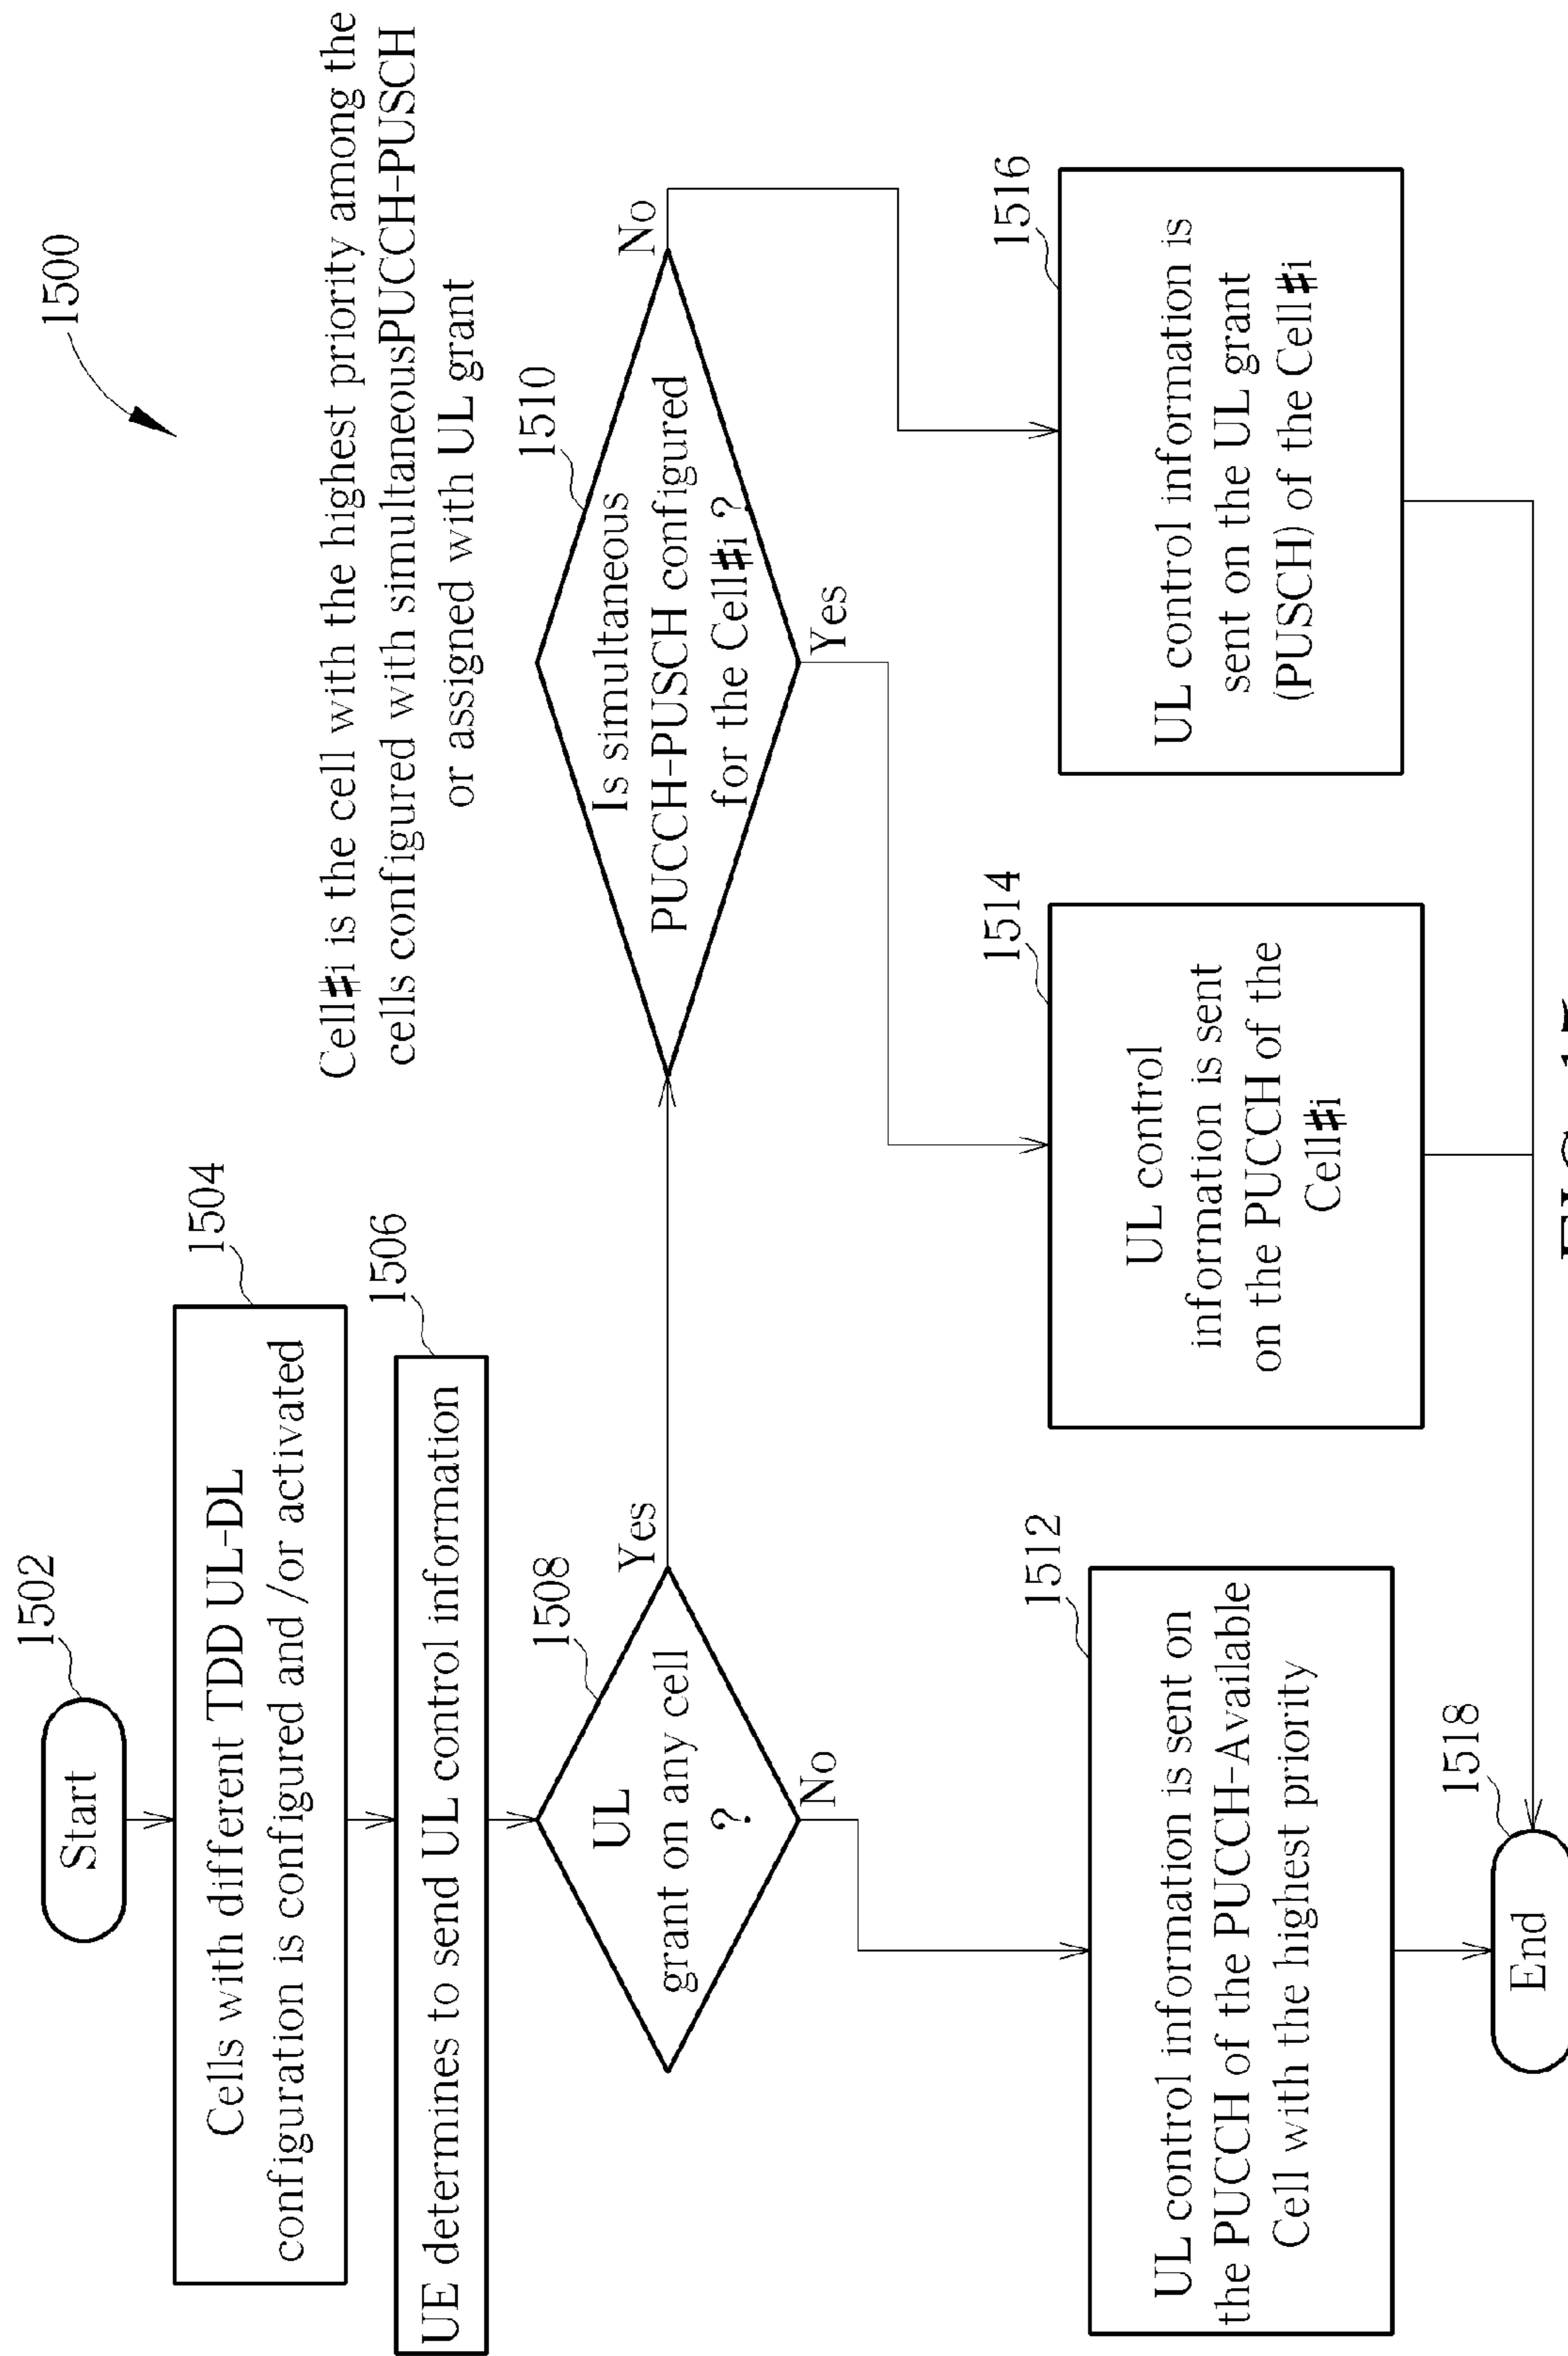 1500
1502
Start
1504
Cells with different TDD UL-DL
configuration is configured and /or activated
1506
UE determines to send UL control information
1508
UL
grant on any cell
?
Yes
No
Cell#i is the cell with the highest priority among the
cells configured with simultaneousPUCCH-PUSCH
or assigned with UL grant
1510
Is simultaneous
PUCCH-PUSCH configured
for the Cell#i ?
No
Yes
1512
UL control information is sent on
the PUCCH of the PUCCH-Available
Cell with the highest priority
1514
UL control
information is sent
on the PUCCH of the
Cell#i
1516
UL control information is
sent on the UL grant
(PUSCH) of the Cell#i
1518
End